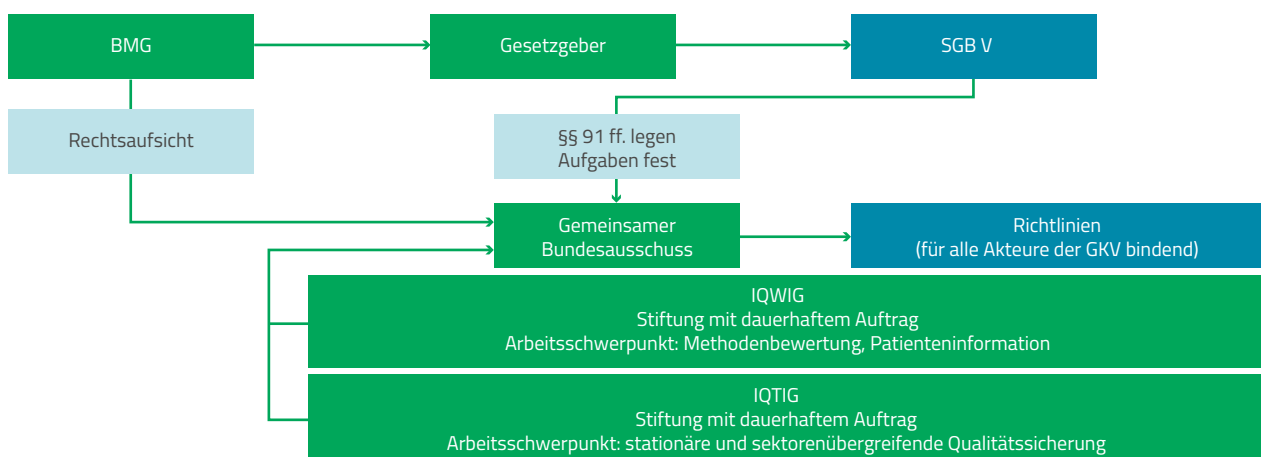 BMG
Gesetzgeber
SGB V
Rechtsaufsicht
§§ 91 ff. legen
Aufgaben fest
Gemeinsamer
Bundesausschuss
Richtlinien
(für alle Akteure der GKV bindend)
IQWIG
Stiftung mit dauerhaftem Auftrag
Arbeitsschwerpunkt: Methodenbewertung, Patienteninformation
IQTIG
Stiftung mit dauerhaftem Auftrag
Arbeitsschwerpunkt: stationäre und sektorenübergreifende Qualitätssicherung